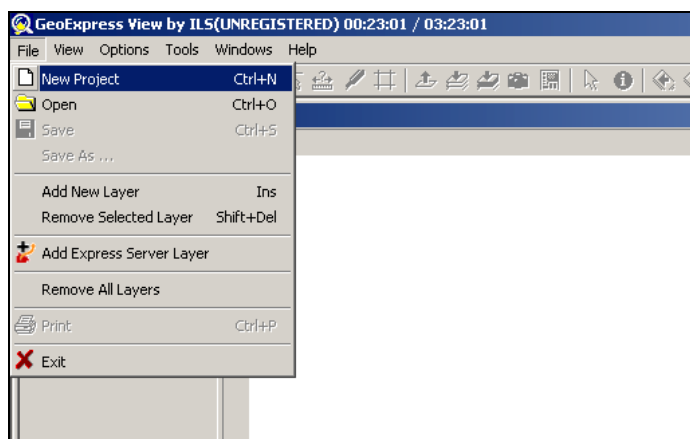 GeoExpress View by ILS(UNREGISTERED) 00:23:01 / 03:23:01
File View Options Tools Windows Help
New Project Ctrl+N
Open Ctrl+O
Save Ctrl+S
Save As ...
Add New Layer Ins
Remove Selected Layer Shift+Del
Add Express Server Layer
Remove All Layers
Print Ctrl+P
Exit